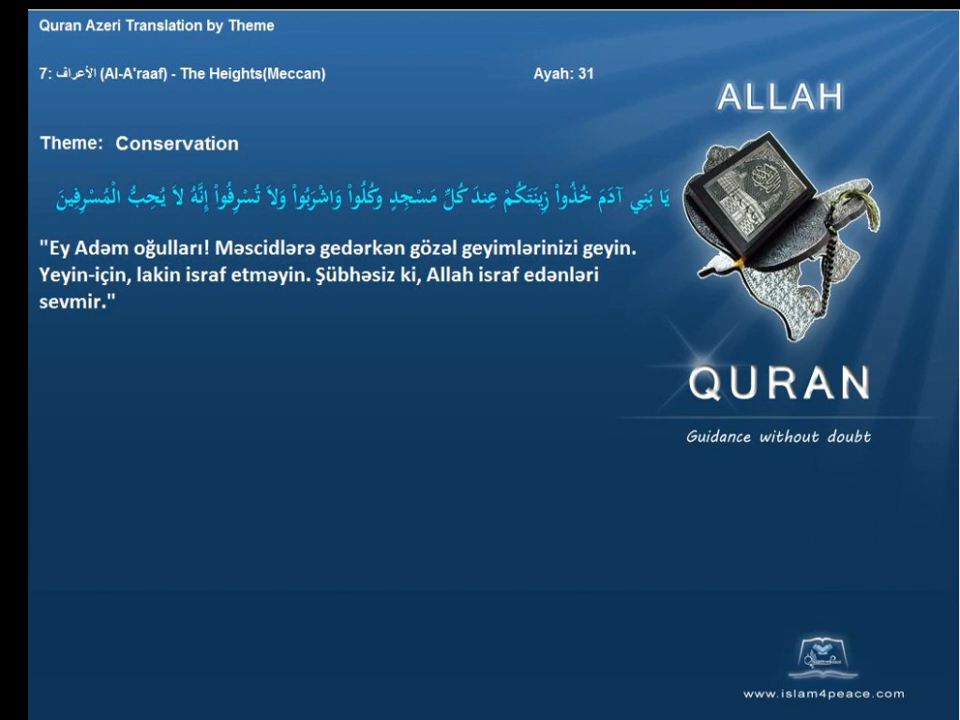 Quran Azeri Translation by Theme
7: الأعراف (Al-A'raaf) - The Heights(Meccan) Ayah: 31
ALLAH
Theme: Conservation
يَا بَنِي آدَمَ خُذُواْ زِينَتَكُمْ عِندَ كُلِّ مَسْجِدٍ وكُلُواْ وَاشْرَبُواْ وَلاَ تُسْرِفُواْ إِنَّهُ لاَ يُحِبُّ الْمُسْرِفِينَ
"Ey Adəm oğulları! Məscidlərə gedərkən gözəl geyimlərinizi geyin.
Yeyin-için, lakin israf etməyin. Şübhəsiz ki, Allah israf edənləri
sevmir."
QURAN
Guidance without doubt
www.islam4peace.com